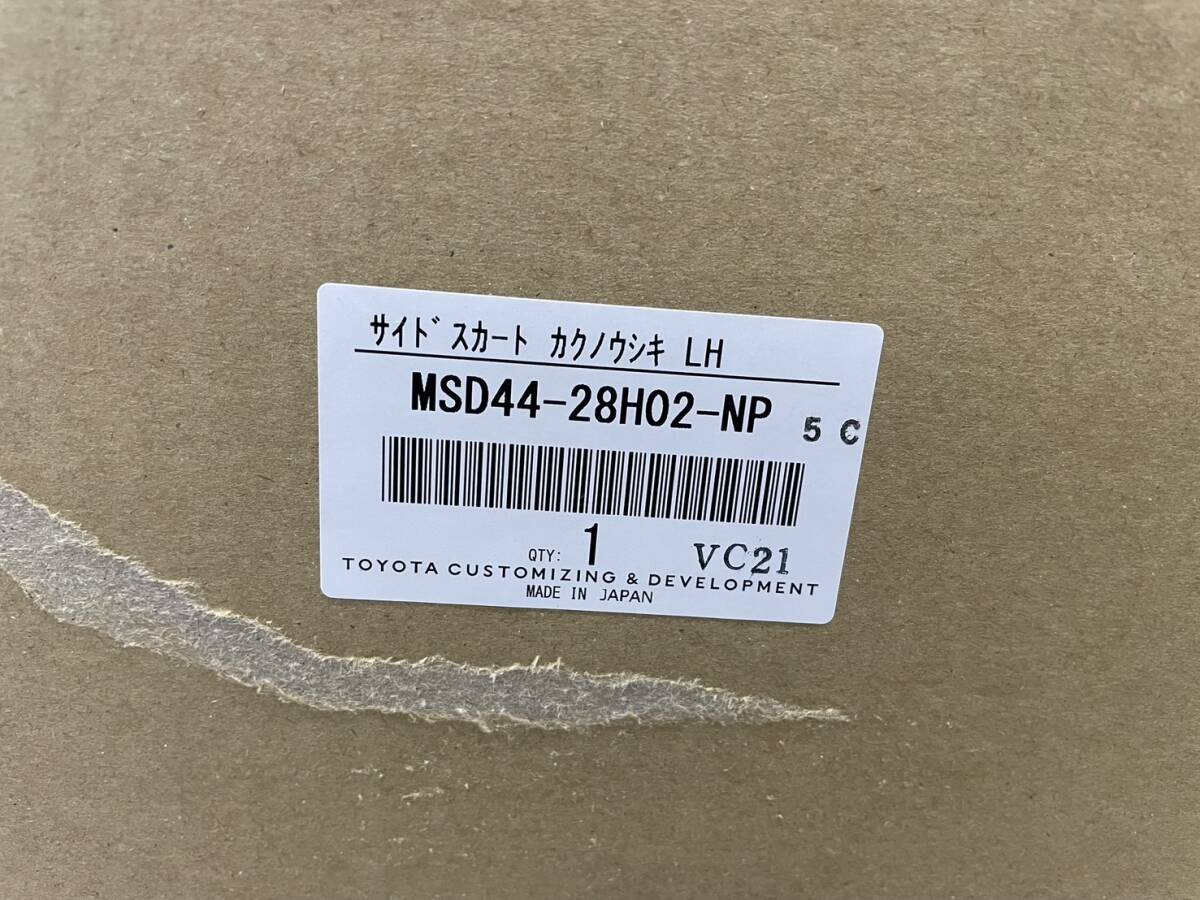 サイドスカート カクノウシキ LH
MSD44-28H02-NP 5 C
QTY: 1 VC21
TOYOTA CUSTOMIZING & DEVELOPMENT
MADE IN JAPAN